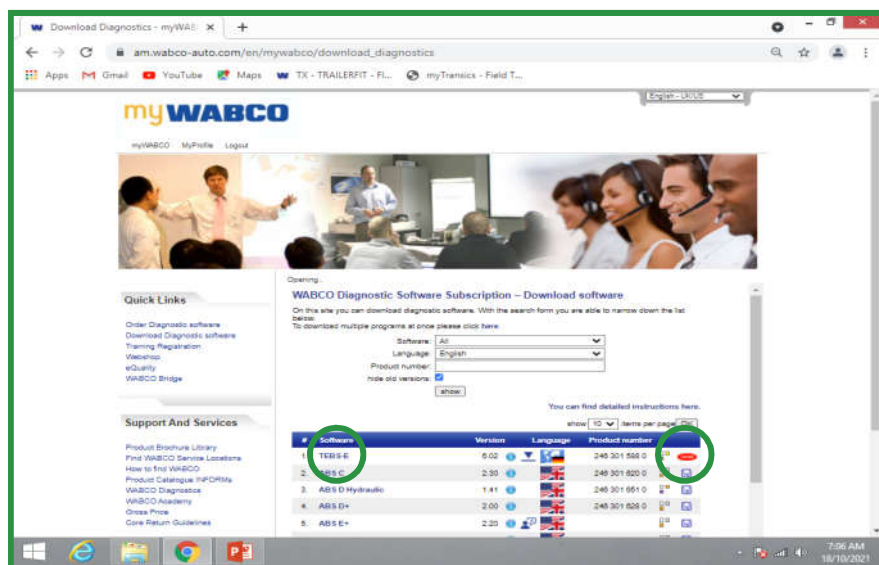 Download Diagnostics - myWAB
am.wabco-auto.com/en/mywabco/download_diagnostics
Apps Gmail YouTube Maps TX - TRAILERFIT - Fl... myTransics - Field T...
English - UK/US
myWABCO
myWABCO MyProfile Logout
Opening..
WABCO Diagnostic Software Subscription – Download software
On this site you can download diagnostic software. With the search form you are able to narrow down the list
below.
To download multiple programs at once please click here.
Software: All
Language: English
Product number:
hide old versions:
show
You can find detailed instructions here.
show 10 items per page OK
Quick Links
Order Diagnostic software
Download Diagnostic software
Training Registration
Webshop
eQuality
WABCO Bridge
Support And Services
Product Brochure Library
Find WABCO Service Locations
How to find WABCO
Product Catalogue INFORMs
WABCO Diagnostics
WABCO Academy
Gross Price
Core Return Guidelines
# Software Version Language Product number
1. TEBS-E 6.02 246 301 598 0
2. ABS C 2.30 246 301 620 0
3. ABS D Hydraulic 1.41 246 301 651 0
4. ABS D+ 2.00 246 301 628 0
5. ABS E+ 2.20
7:06 AM
18/10/2021